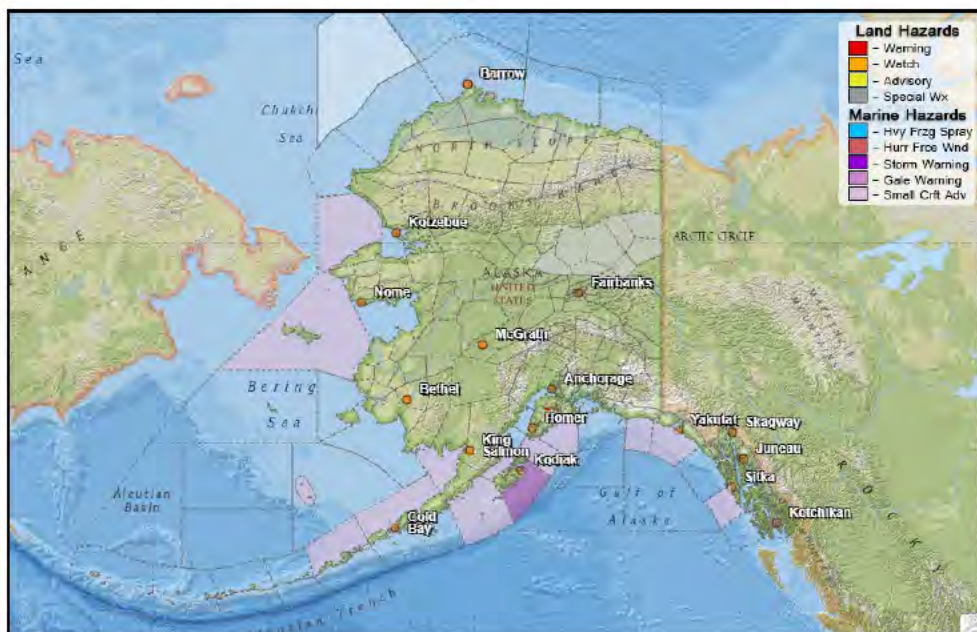 Land Hazards
- Warning
- Watch
- Advisory
- Special Wx
Marine Hazards
- Hvy Frzg Spray
- Hurr Frce Wnd
- Storm Warning
- Gale Warning
- Small Crft Adv
Sea
Barrow
Chukchi
Sea
NORTH SLOPE
BROOKS RANGE
Kotzebue
ANGE
ARCTIC CIRCLE
ALASKA
UNITED
STATES
Fairbanks
Nome
McGrath
Bering
Sea
Bethel
Anchorage
Homer
Yakutat
Skagway
King
Salmon
Kodiak
Juneau
Sitka
Aleutian
Basin
Gulf of
Alaska
Cold
Bay
Ketchikan
Trench